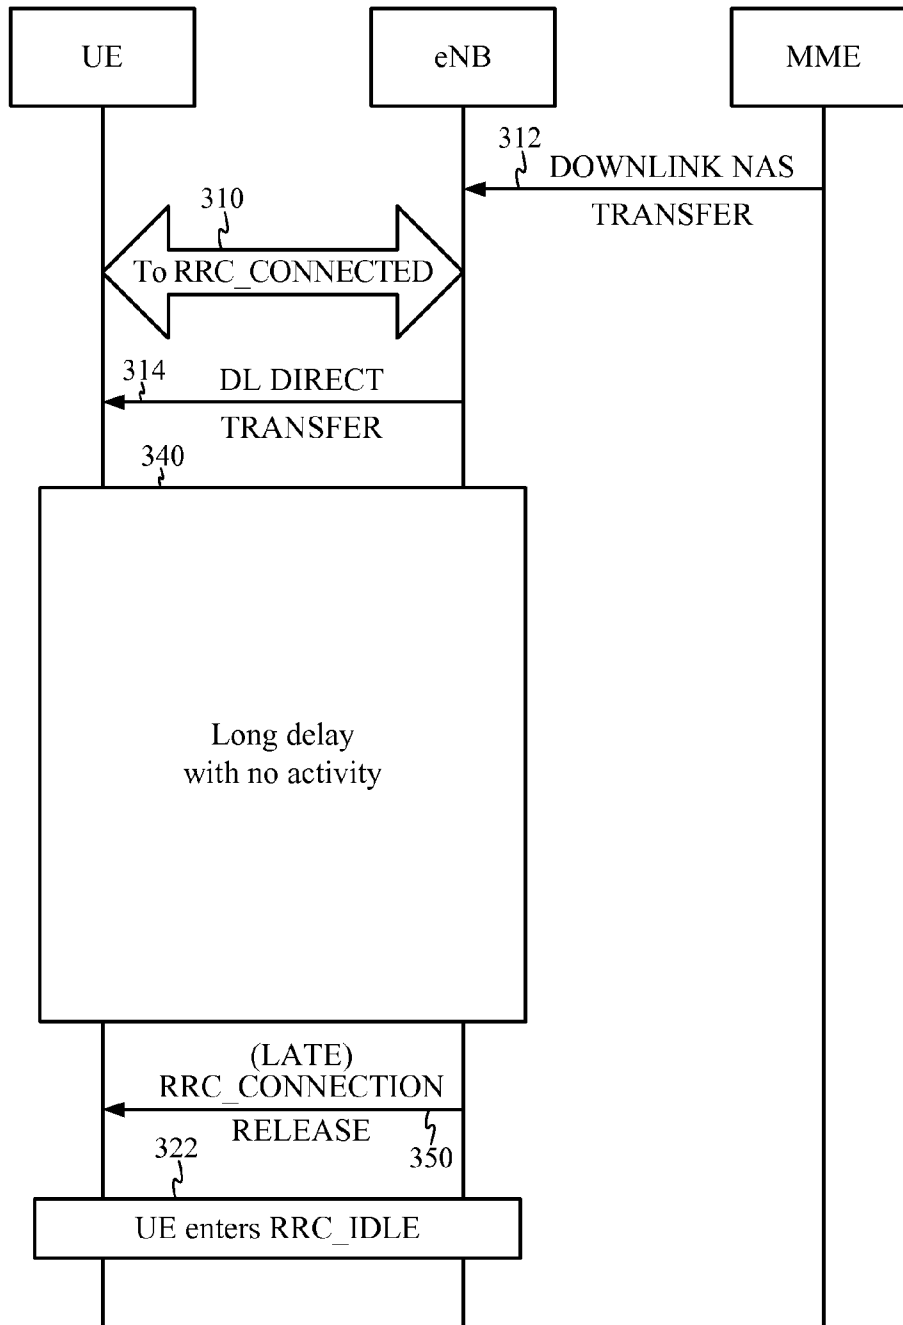 UE
eNB
MME
312
DOWNLINK NAS
TRANSFER
310
To RRC_CONNECTED
314
DL DIRECT
TRANSFER
340
Long delay
with no activity
(LATE)
RRC_CONNECTION
RELEASE
350
322
UE enters RRC_IDLE